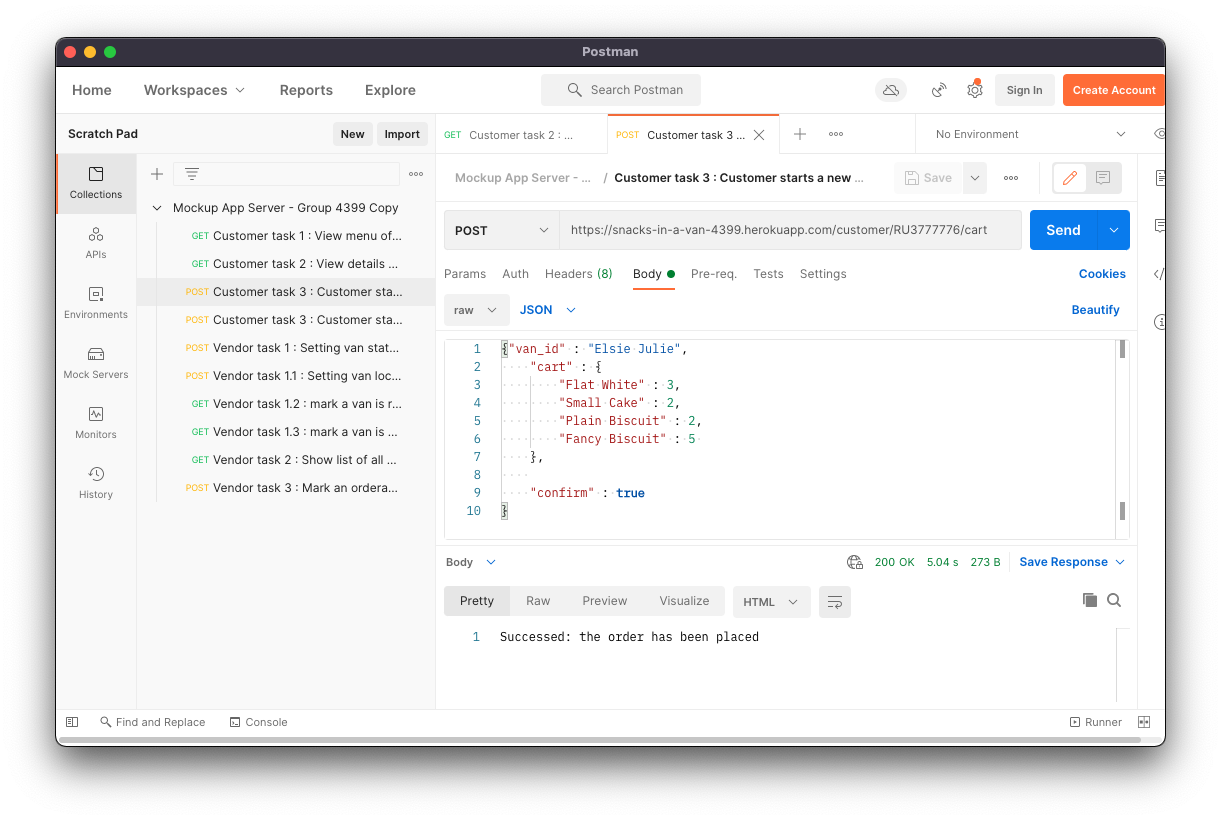 Postman
Home Workspaces Reports Explore Search Postman Sign In Create Account
Scratch Pad New Import
GET Customer task 2 : ... POST Customer task 3 ... No Environment
Collections
APIs
Environments
Mock Servers
Monitors
History
Mockup App Server - Group 4399 Copy
GET Customer task 1 : View menu of...
GET Customer task 2 : View details ...
POST Customer task 3 : Customer sta...
POST Customer task 3 : Customer sta...
POST Vendor task 1 : Setting van stat...
POST Vendor task 1.1 : Setting van loc...
GET Vendor task 1.2 : mark a van is r...
GET Vendor task 1.3 : mark a van is ...
GET Vendor task 2 : Show list of all ...
POST Vendor task 3 : Mark an ordera...
Mockup App Server - ... / Customer task 3 : Customer starts a new ... Save
POST https://snacks-in-a-van-4399.herokuapp.com/customer/RU3777776/cart Send
Params Auth Headers (8) Body Pre-req. Tests Settings Cookies
raw JSON Beautify
1 {"van_id" : "Elsie Julie",
2 "cart" : {
3 "Flat White" : 3,
4 "Small Cake" : 2,
5 "Plain Biscuit" : 2,
6 "Fancy Biscuit" : 5
7 },
8
9 "confirm" : true
10 }
Body 200 OK 5.04 s 273 B Save Response
Pretty Raw Preview Visualize HTML
1 Successed: the order has been placed
Find and Replace Console Runner